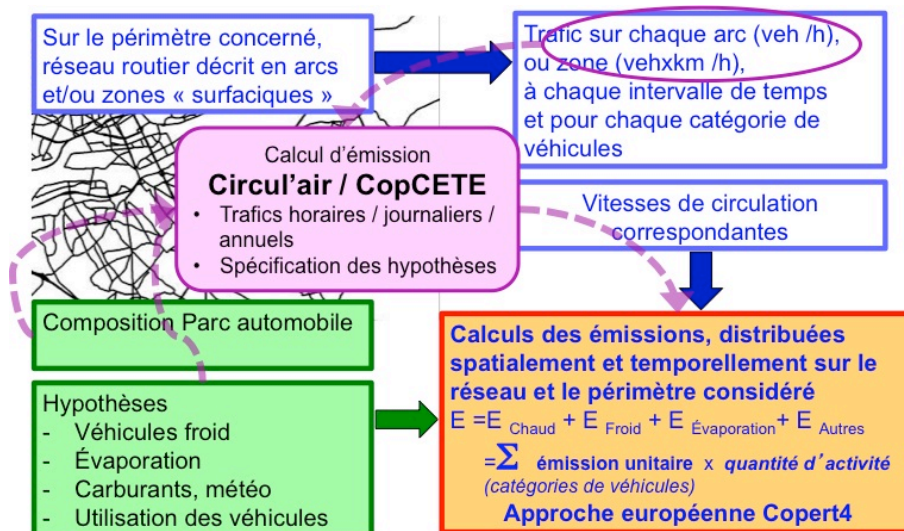 Sur le périmètre concerné,
réseau routier décrit en arcs
et/ou zones « surfaciques »
Trafic sur chaque arc (veh /h),
ou zone (vehxkm /h),
à chaque intervalle de temps
et pour chaque catégorie de
véhicules
Calcul d'émission
Circul'air / CopCETE
• Trafics horaires / journaliers /
annuels
• Spécification des hypothèses
Vitesses de circulation
correspondantes
Composition Parc automobile
Hypothèses
- Véhicules froid
- Évaporation
- Carburants, météo
- Utilisation des véhicules
Calculs des émissions, distribuées
spatialement et temporellement sur le
réseau et le périmètre considéré
E =E Chaud + E Froid + E Évaporation+ E Autres
=Σ émission unitaire x quantité d'activité
(catégories de véhicules)
Approche européenne Copert4